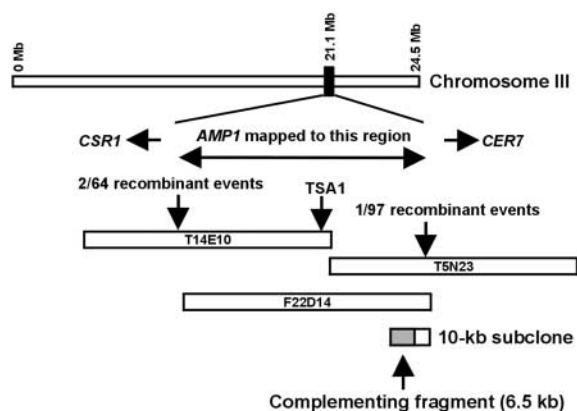 0 Mb
21.1 Mb
24.5 Mb
Chromosome III
CSR1
AMP1 mapped to this region
CER7
2/64 recombinant events
TSA1
1/97 recombinant events
T14E10
T5N23
F22D14
10-kb subclone
Complementing fragment (6.5 kb)